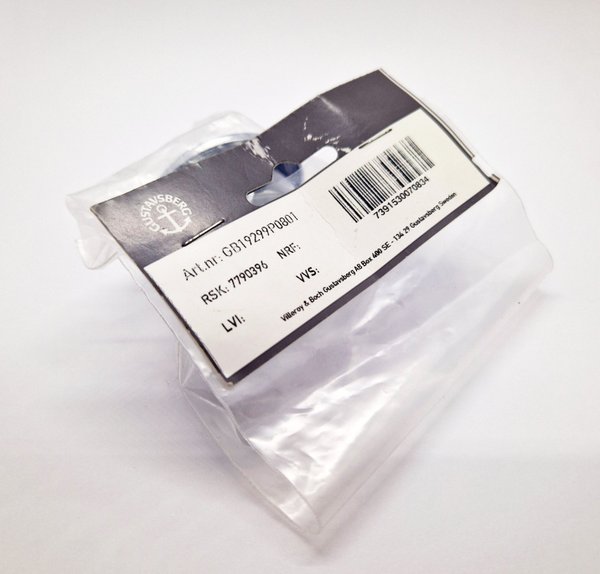 GUSTAVSBERG
Art.nr: GB19299P0801
RSK: 7790396 NRF:
LVI: VVS:
7391530070834
Villeroy & Boch Gustavsberg AB Box 400 SE - 134 29 Gustavsberg Sweden